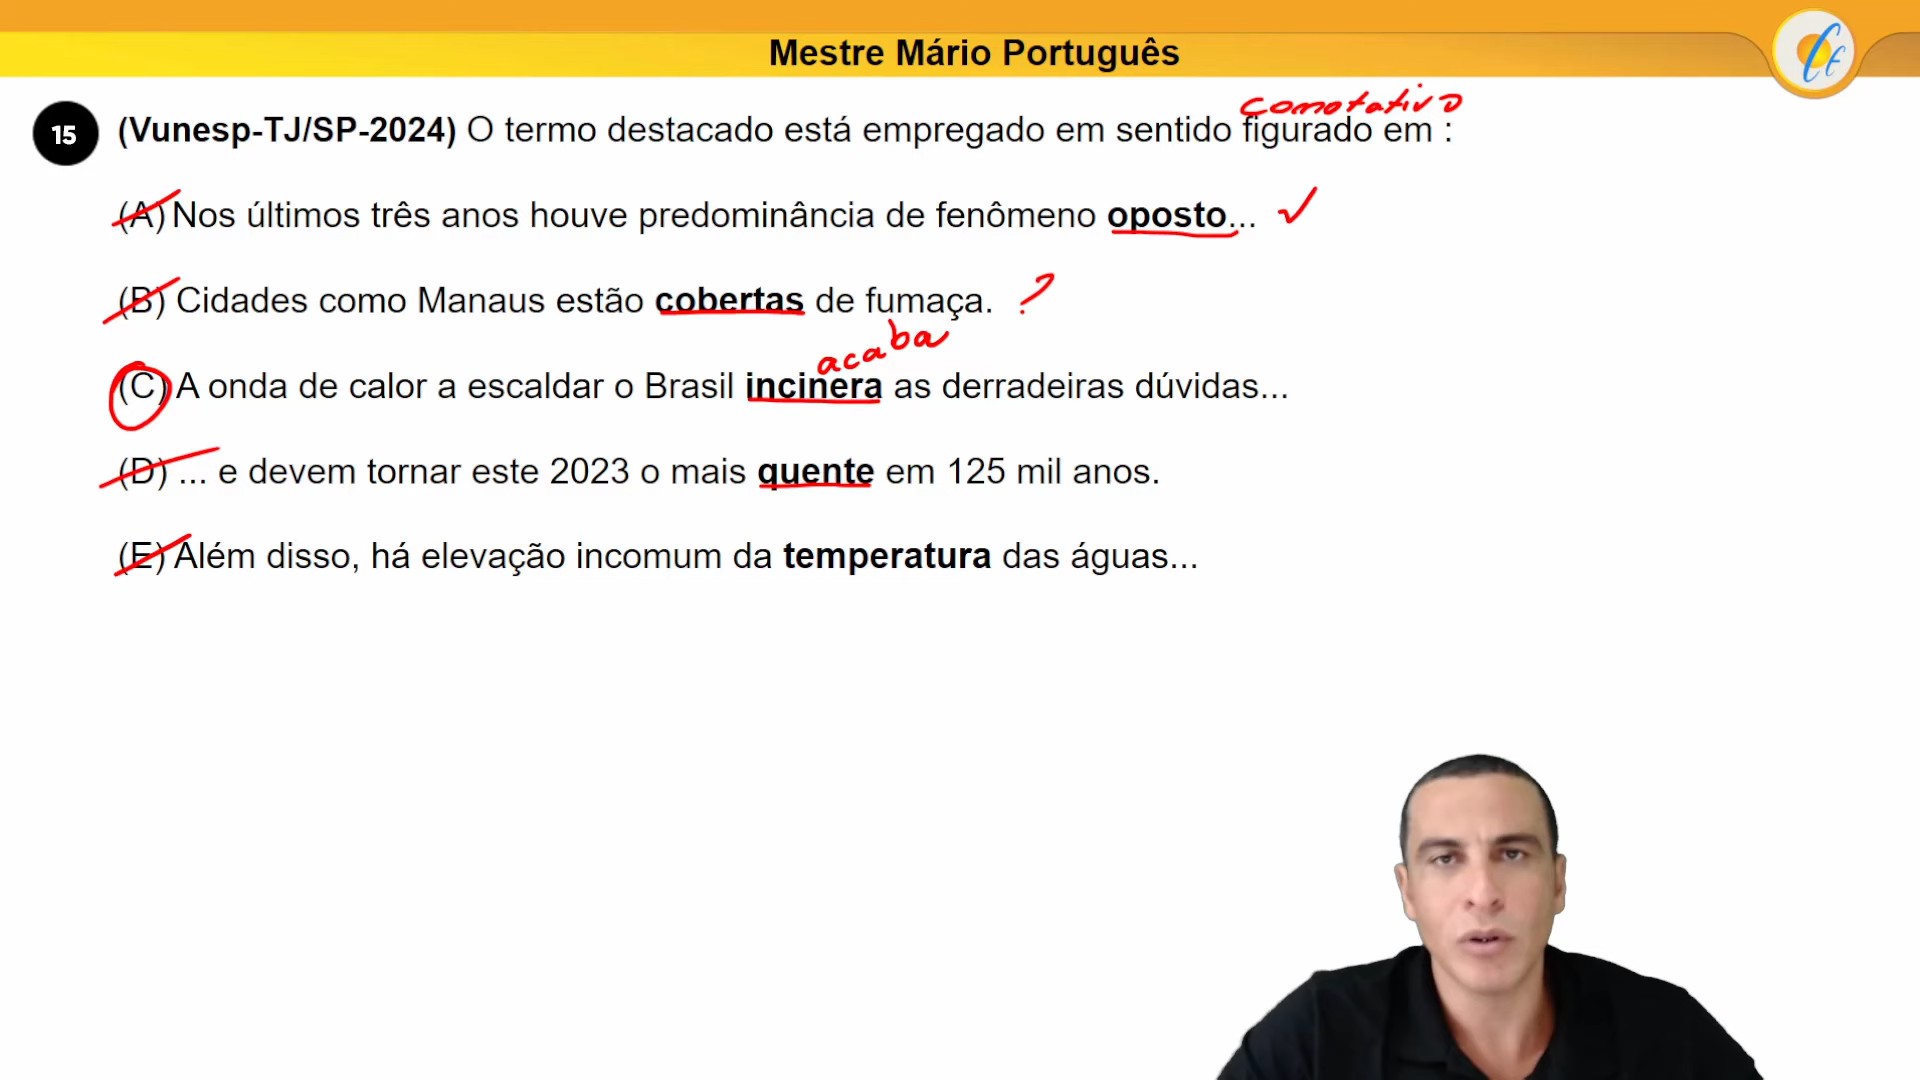 Mestre Mário Português
conotativo
15 (Vunesp-TJ/SP-2024) O termo destacado está empregado em sentido figurado em :
(A) Nos últimos três anos houve predominância de fenômeno oposto... ✓
(B) Cidades como Manaus estão cobertas de fumaça. ?
acaba
(C) A onda de calor a escaldar o Brasil incinera as derradeiras dúvidas...
(D) ... e devem tornar este 2023 o mais quente em 125 mil anos.
(E) Além disso, há elevação incomum da temperatura das águas...